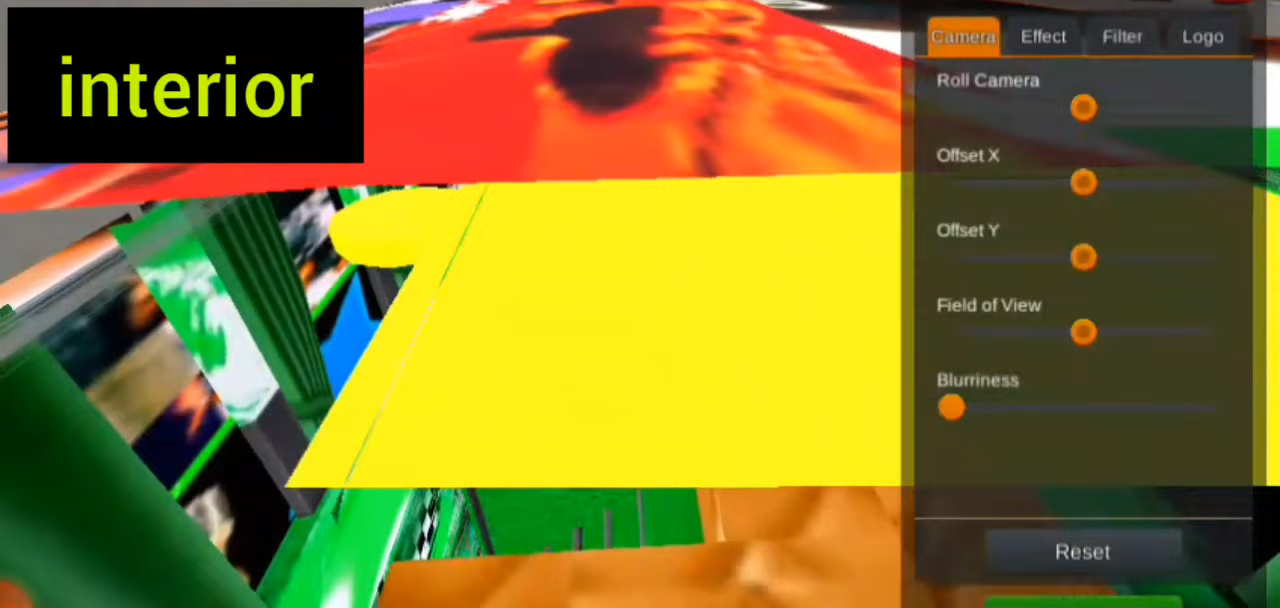 interior
Camera Effect Filter Logo
Roll Camera
Offset X
Offset Y
Field of View
Blurriness
Reset